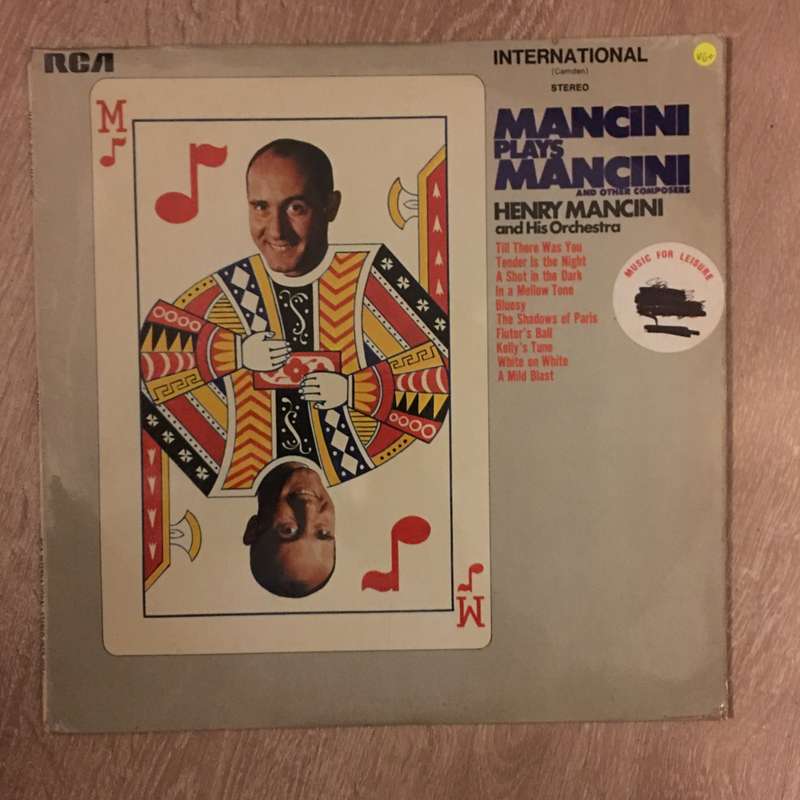 RCA
INTERNATIONAL
(Camden)
STEREO
VG+
MANCINI
PLAYS
MANCINI
AND OTHER COMPOSERS
HENRY MANCINI
and His Orchestra
Till There Was You
Tender Is the Night
A Shot in the Dark
In a Mellow Tone
Bluesy
The Shadows of Paris
Fluter's Ball
Kelly's Tune
White on White
A Mild Blast
MUSIC FOR LEISURE
M
M